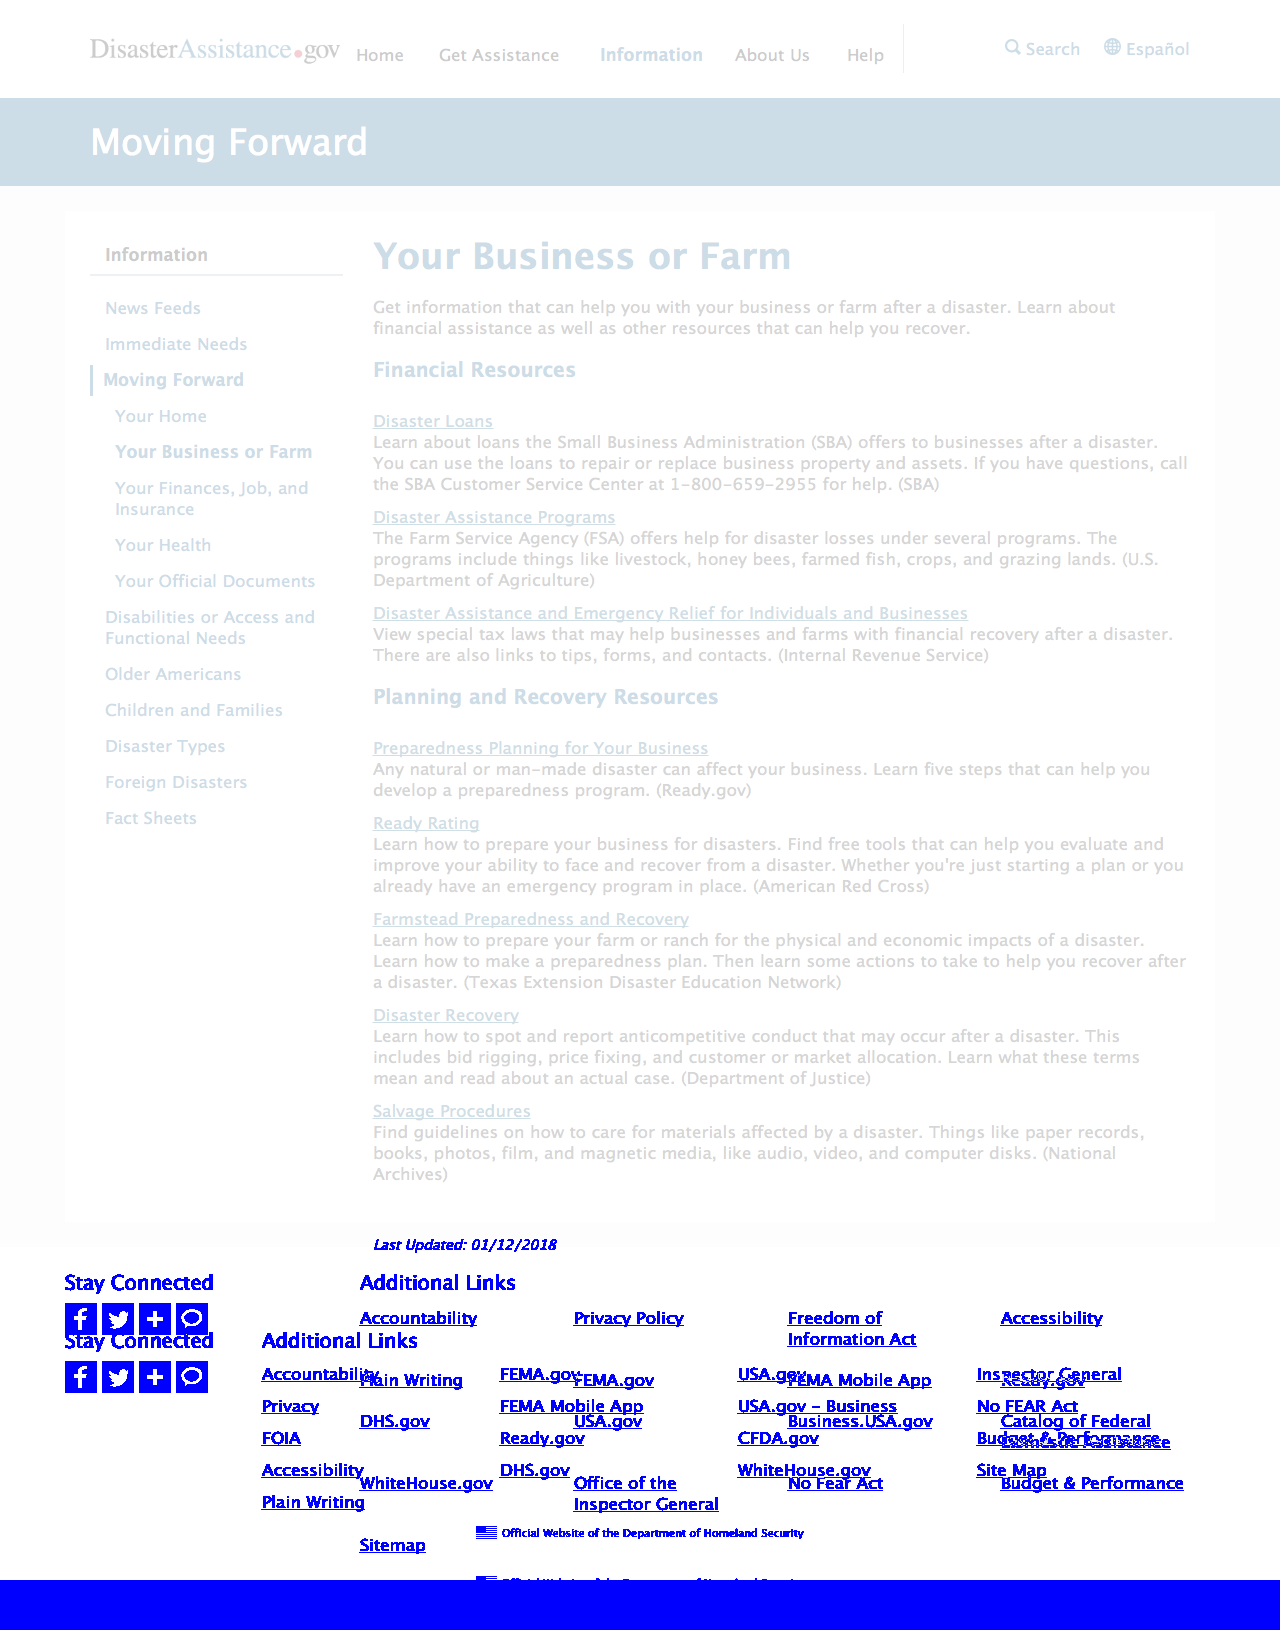 DisasterAssistance.gov Home Get Assistance Information About Us Help Search Español
Moving Forward
Information
News Feeds
Immediate Needs
Moving Forward
Your Home
Your Business or Farm
Your Finances, Job, and
Insurance
Your Health
Your Official Documents
Disabilities or Access and
Functional Needs
Older Americans
Children and Families
Disaster Types
Foreign Disasters
Fact Sheets
Your Business or Farm
Get information that can help you with your business or farm after a disaster. Learn about
financial assistance as well as other resources that can help you recover.
Financial Resources
Disaster Loans
Learn about loans the Small Business Administration (SBA) offers to businesses after a disaster.
You can use the loans to repair or replace business property and assets. If you have questions, call
the SBA Customer Service Center at 1-800-659-2955 for help. (SBA)
Disaster Assistance Programs
The Farm Service Agency (FSA) offers help for disaster losses under several programs. The
programs include things like livestock, honey bees, farmed fish, crops, and grazing lands. (U.S.
Department of Agriculture)
Disaster Assistance and Emergency Relief for Individuals and Businesses
View special tax laws that may help businesses and farms with financial recovery after a disaster.
There are also links to tips, forms, and contacts. (Internal Revenue Service)
Planning and Recovery Resources
Preparedness Planning for Your Business
Any natural or man-made disaster can affect your business. Learn five steps that can help you
develop a preparedness program. (Ready.gov)
Ready Rating
Learn how to prepare your business for disasters. Find free tools that can help you evaluate and
improve your ability to face and recover from a disaster. Whether you're just starting a plan or you
already have an emergency program in place. (American Red Cross)
Farmstead Preparedness and Recovery
Learn how to prepare your farm or ranch for the physical and economic impacts of a disaster.
Learn how to make a preparedness plan. Then learn some actions to take to help you recover after
a disaster. (Texas Extension Disaster Education Network)
Disaster Recovery
Learn how to spot and report anticompetitive conduct that may occur after a disaster. This
includes bid rigging, price fixing, and customer or market allocation. Learn what these terms
mean and read about an actual case. (Department of Justice)
Salvage Procedures
Find guidelines on how to care for materials affected by a disaster. Things like paper records,
books, photos, film, and magnetic media, like audio, video, and computer disks. (National
Archives)
Last Updated: 01/12/2018
Stay Connected Additional Links
Accountability Privacy Policy Freedom of Accessibility
Information Act
Stay Connected Additional Links
Accountability FEMA.gov USA.gov Inspector General
Plain Writing FEMA.gov FEMA Mobile App Ready.gov
Privacy FEMA Mobile App USA.gov - Business No FEAR Act
DHS.gov USA.gov Business.USA.gov Catalog of Federal
FOIA Ready.gov CFDA.gov Budget & Performance
Domestic Assistance
Accessibility DHS.gov WhiteHouse.gov Site Map
WhiteHouse.gov Office of the No Fear Act Budget & Performance
Plain Writing Inspector General
Official Website of the Department of Homeland Security
Sitemap